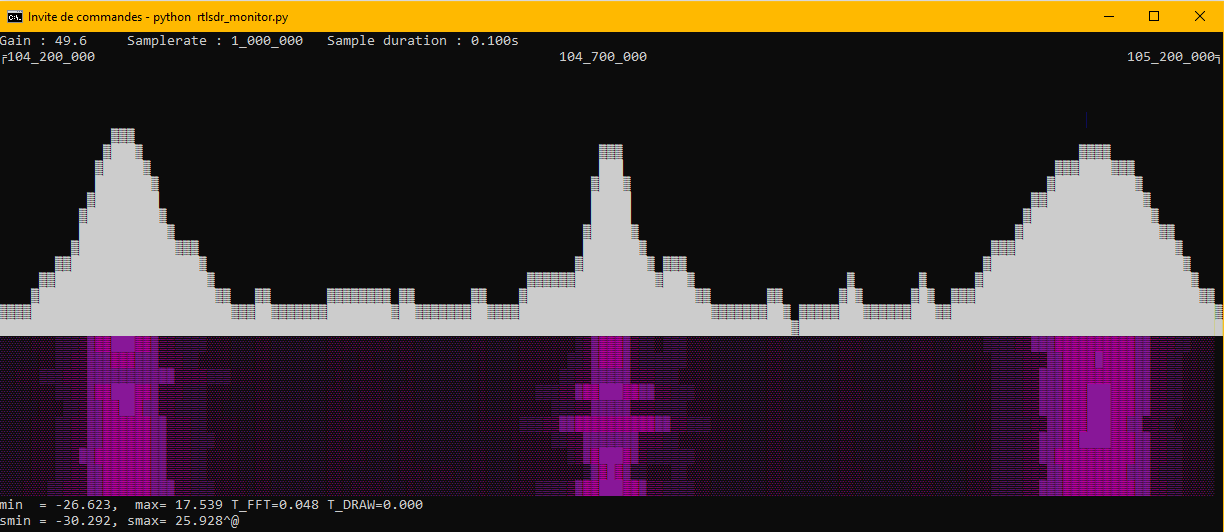 Invite de commandes - python  rtlsdr_monitor.py
Gain : 49.6     Samplerate : 1_000_000   Sample duration : 0.100s
╒104_200_000 104_700_000 105_200_000╕
min  = -26.623,  max= 17.539 T_FFT=0.048 T_DRAW=0.000
smin = -30.292, smax= 25.928^@